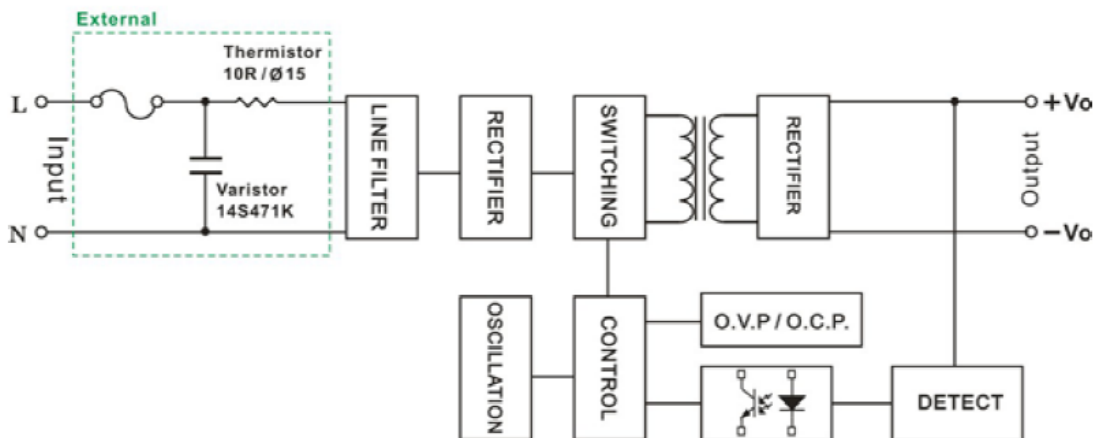 External
Thermistor
10R / Ø15
L
Input
N
Varistor
14S471K
LINE FILTER
RECTIFIER
SWITCHING
RECTIFIER
+Vo
Output
−Vo
OSCILLATION
CONTROL
O.V.P / O.C.P.
DETECT